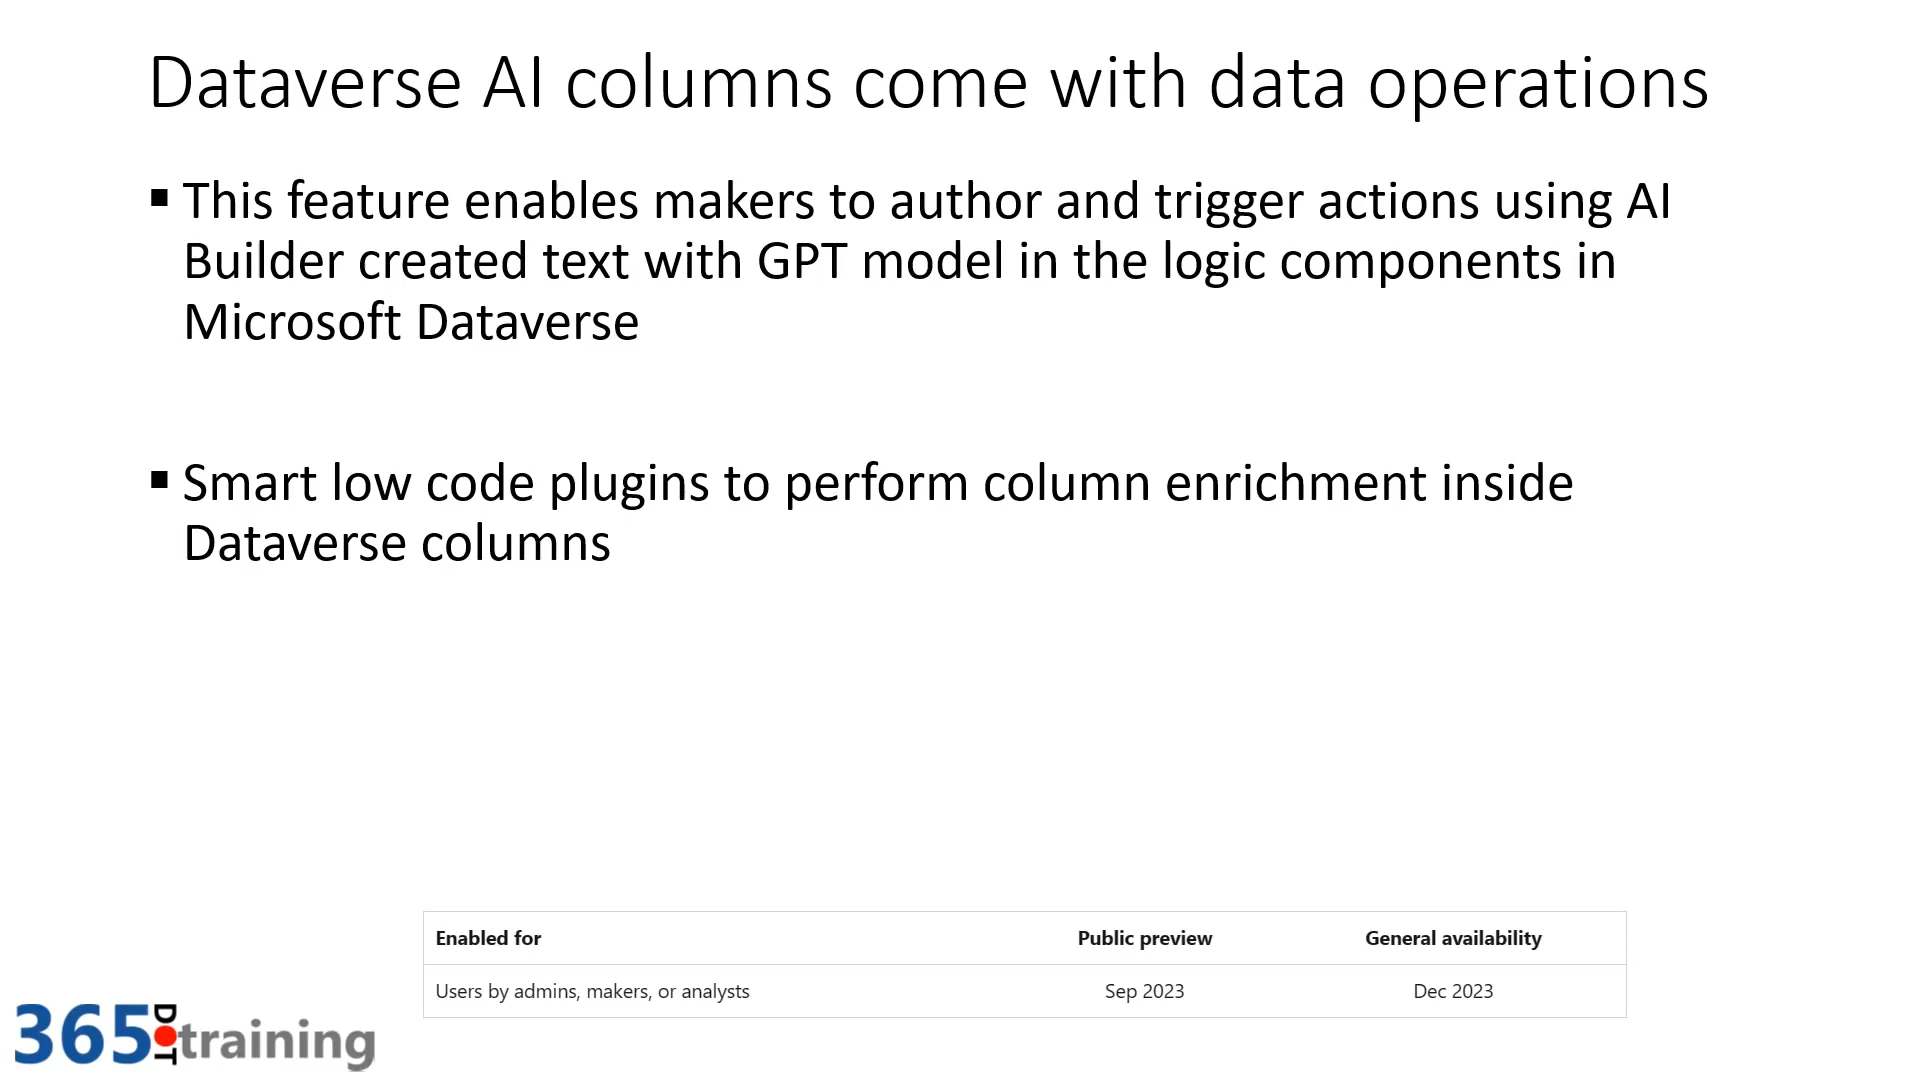 Dataverse AI columns come with data operations
▪ This feature enables makers to author and trigger actions using AI
Builder created text with GPT model in the logic components in
Microsoft Dataverse
▪ Smart low code plugins to perform column enrichment inside
Dataverse columns
Enabled for Public preview General availability
Users by admins, makers, or analysts Sep 2023 Dec 2023
365 DOT training